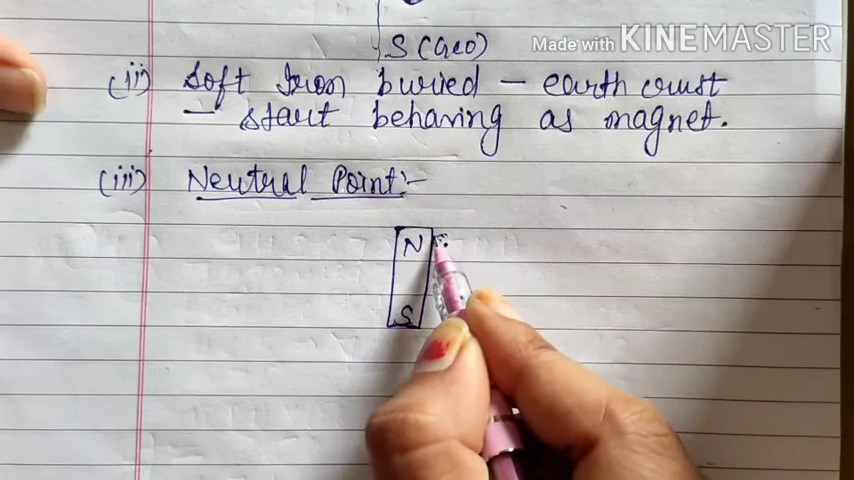 S (Geo)
Made with KINEMASTER
(ii) Soft Iron buried - earth crust
- start behaving as magnet.
(iii) Neutral Point:-
N
S